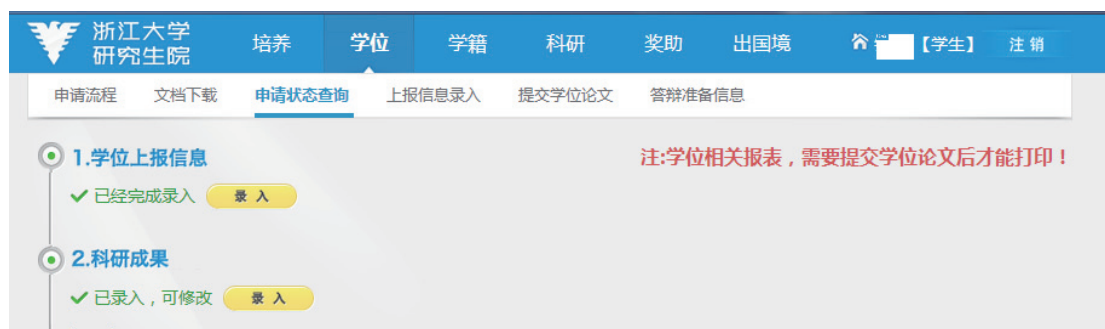 浙江大学
研究生院
培养 学位 学籍 科研 奖助 出国境 【学生】 注 销
申请流程 文档下载 申请状态查询 上报信息录入 提交学位论文 答辩准备信息
1.学位上报信息 注:学位相关报表，需要提交学位论文后才能打印！
已经完成录入 录 入
2.科研成果
已录入，可修改 录 入